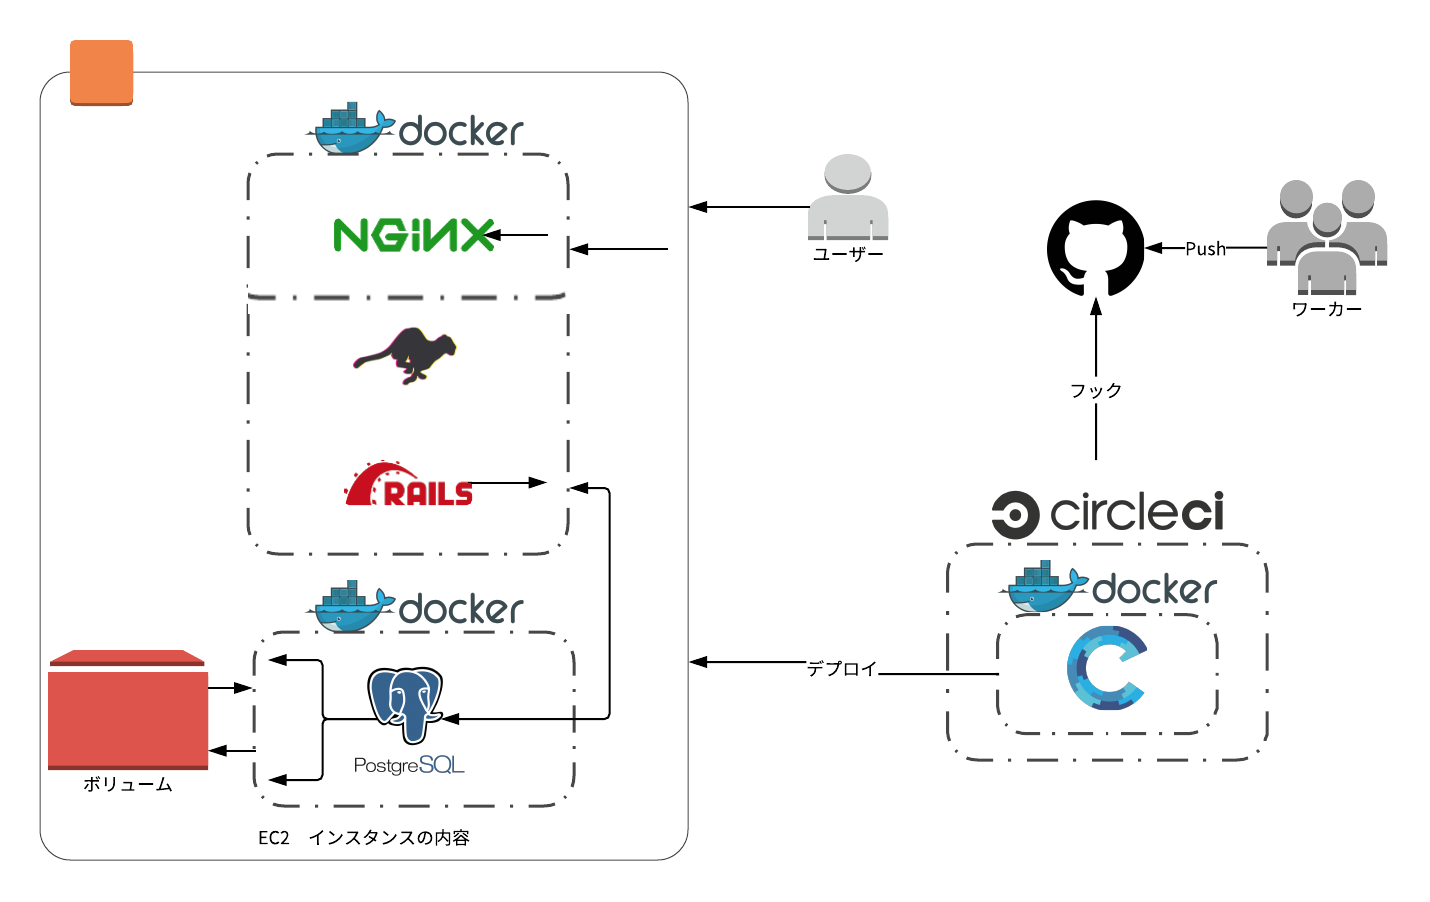 docker
NGiNX
RAILS
docker
PostgreSQL
ボリューム
EC2　インスタンスの内容
ユーザー
Push
ワーカー
フック
circleci
docker
デプロイ